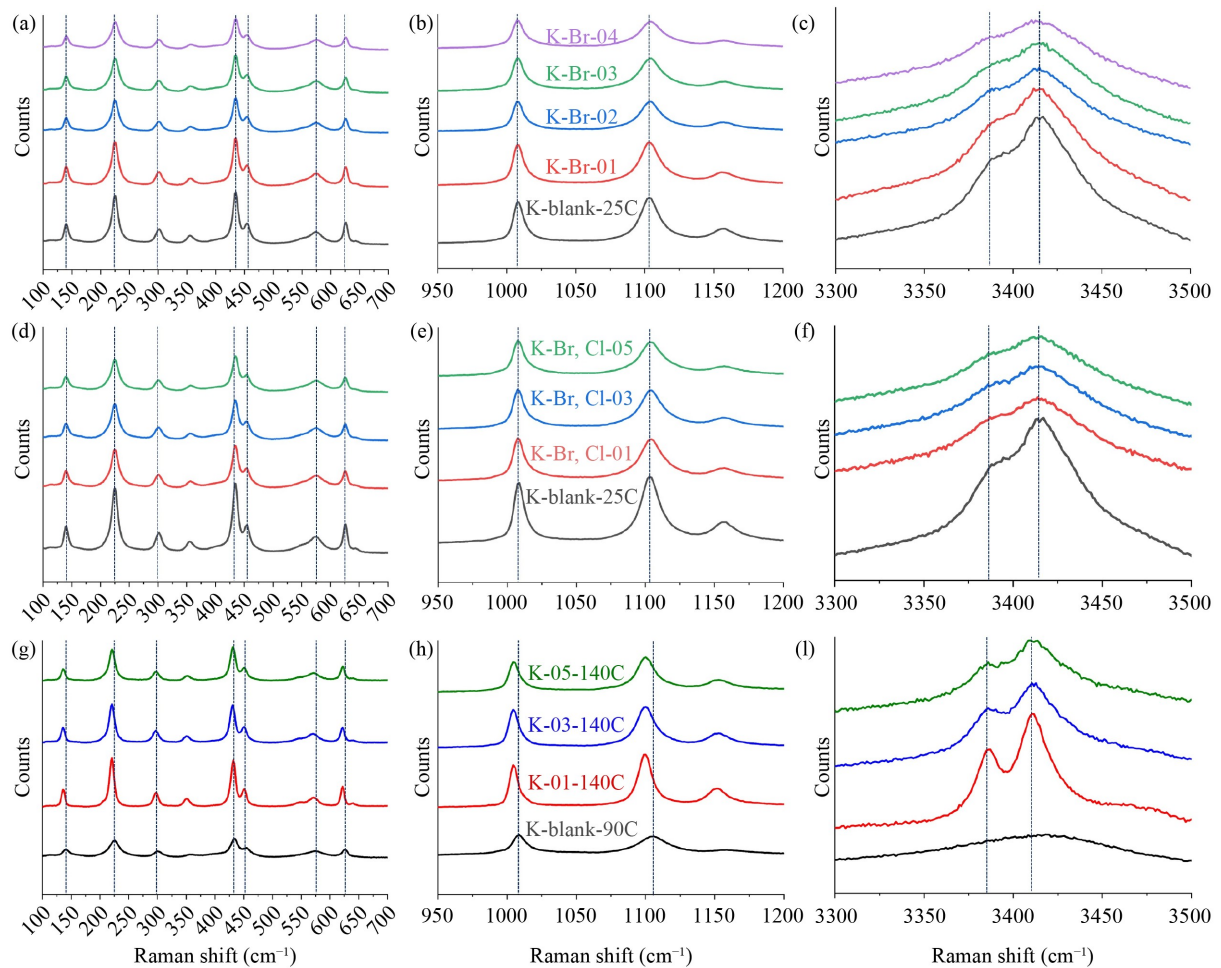 (a)
K-Br-04
K-Br-03
K-Br-02
K-Br-01
K-blank-25C
Counts
100 150 200 250 300 350 400 450 500 550 600 650 700
(b)
Counts
950 1000 1050 1100 1150 1200
(c)
Counts
3300 3350 3400 3450 3500
(d)
Counts
100 150 200 250 300 350 400 450 500 550 600 650 700
(e)
K-Br, Cl-05
K-Br, Cl-03
K-Br, Cl-01
K-blank-25C
Counts
950 1000 1050 1100 1150 1200
(f)
Counts
3300 3350 3400 3450 3500
(g)
Counts
100 150 200 250 300 350 400 450 500 550 600 650 700
Raman shift (cm⁻¹)
(h)
K-05-140C
K-03-140C
K-01-140C
K-blank-90C
Counts
950 1000 1050 1100 1150 1200
Raman shift (cm⁻¹)
(l)
Counts
3300 3350 3400 3450 3500
Raman shift (cm⁻¹)